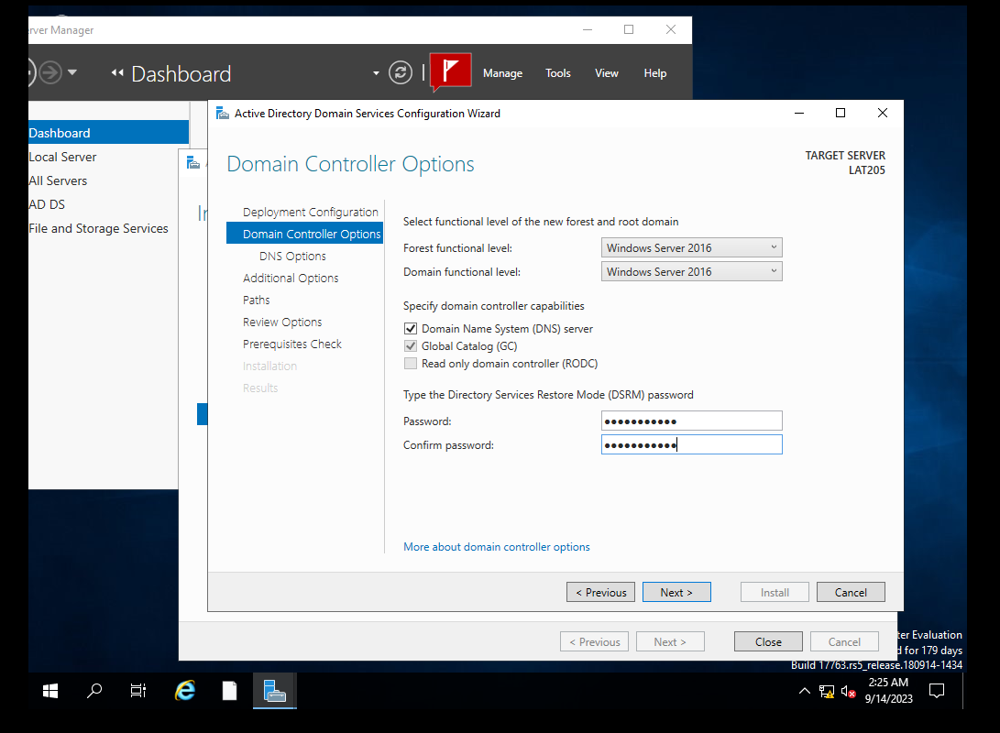 erver Manager
Dashboard
Manage Tools View Help
Dashboard
Local Server
All Servers
AD DS
File and Storage Services
Active Directory Domain Services Configuration Wizard
Domain Controller Options
TARGET SERVER
LAT205
Deployment Configuration
Domain Controller Options
DNS Options
Additional Options
Paths
Review Options
Prerequisites Check
Installation
Results
Select functional level of the new forest and root domain
Forest functional level: Windows Server 2016
Domain functional level: Windows Server 2016
Specify domain controller capabilities
Domain Name System (DNS) server
Global Catalog (GC)
Read only domain controller (RODC)
Type the Directory Services Restore Mode (DSRM) password
Password: ●●●●●●●●●●●
Confirm password: ●●●●●●●●●●●
More about domain controller options
< Previous Next > Install Cancel
< Previous Next > Close Cancel
ter Evaluation
d for 179 days
Build 17763.rs5_release.180914-1434
2:25 AM
9/14/2023